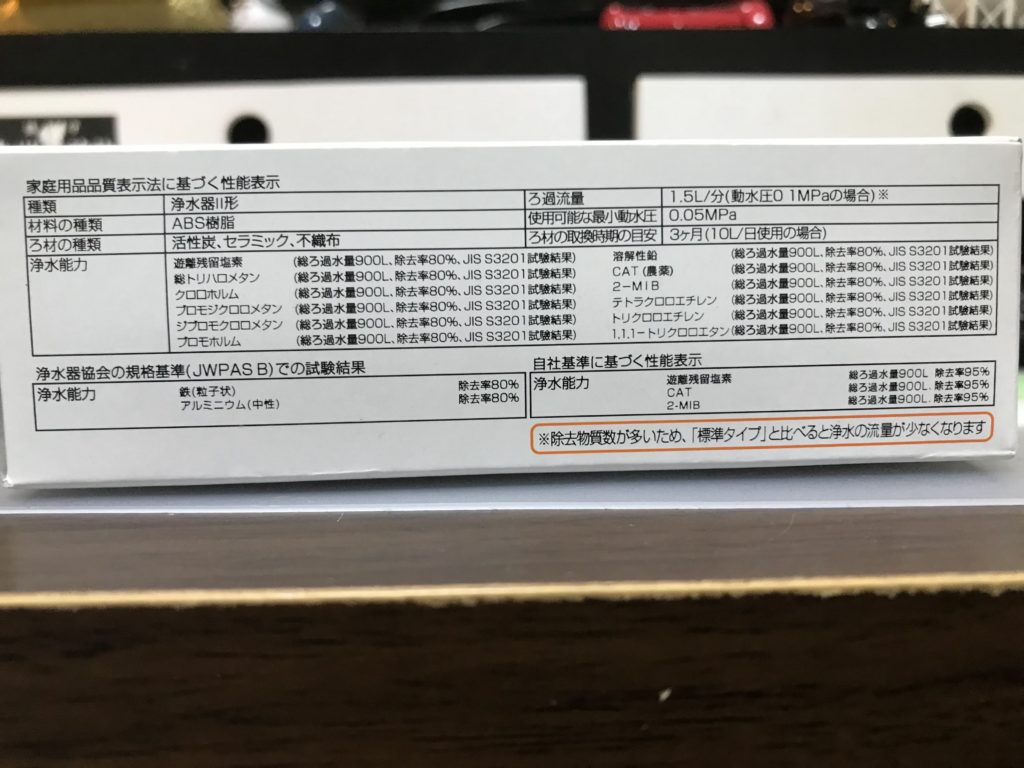 家庭用品品質表示法に基づく性能表示
種類 浄水器II形 ろ過流量 1.5L/分(動水圧0 1MPaの場合)※
材料の種類 ABS樹脂 使用可能な最小動水圧 0.05MPa
ろ材の種類 活性炭、セラミック、不織布 ろ材の取換時期の目安 3ヶ月(10L/日使用の場合)
浄水能力 遊離残留塩素 (総ろ過水量900L、除去率80%、JIS S3201試験結果) 溶解性鉛 (総ろ過水量900L、除去率80%、JIS S3201試験結果)
総トリハロメタン (総ろ過水量900L、除去率80%、JIS S3201試験結果) CAT(農薬) (総ろ過水量900L、除去率80%、JIS S3201試験結果)
クロロホルム (総ろ過水量900L、除去率80%、JIS S3201試験結果) 2-MIB (総ろ過水量900L、除去率80%、JIS S3201試験結果)
ブロモジクロロメタン (総ろ過水量900L、除去率80%、JIS S3201試験結果) テトラクロロエチレン (総ろ過水量900L、除去率80%、JIS S3201試験結果)
ジブロモクロロメタン (総ろ過水量900L、除去率80%、JIS S3201試験結果) トリクロロエチレン (総ろ過水量900L、除去率80%、JIS S3201試験結果)
ブロモホルム (総ろ過水量900L、除去率80%、JIS S3201試験結果) 1.1.1-トリクロロエタン (総ろ過水量900L、除去率80%、JIS S3201試験結果)
浄水器協会の規格基準(JWPAS B)での試験結果
浄水能力 鉄(粒子状) 除去率80%
アルミニウム(中性) 除去率80%
自社基準に基づく性能表示
浄水能力 遊離残留塩素 総ろ過水量900L 除去率95%
CAT 総ろ過水量900L、除去率95%
2-MIB 総ろ過水量900L、除去率95%
※除去物質数が多いため、「標準タイプ」と比べると浄水の流量が少なくなります